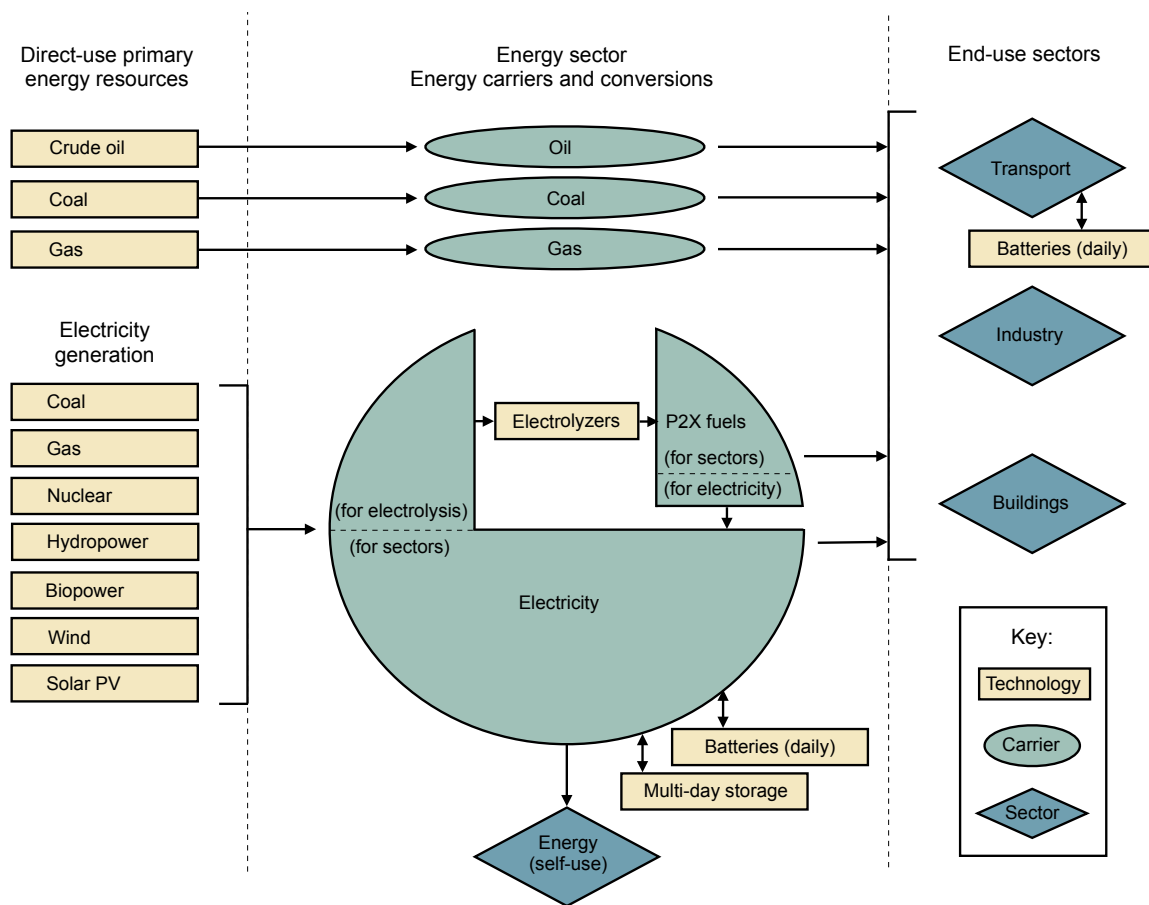 Direct-use primary
energy resources
Energy sector
Energy carriers and conversions
End-use sectors
Crude oil
Oil
Coal
Coal
Gas
Gas
Transport
Batteries (daily)
Industry
Buildings
Electricity
generation
Coal
Gas
Nuclear
Hydropower
Biopower
Wind
Solar PV
Electrolyzers
P2X fuels
(for sectors)
(for electricity)
(for electrolysis)
(for sectors)
Electricity
Batteries (daily)
Multi-day storage
Energy
(self-use)
Key:
Technology
Carrier
Sector